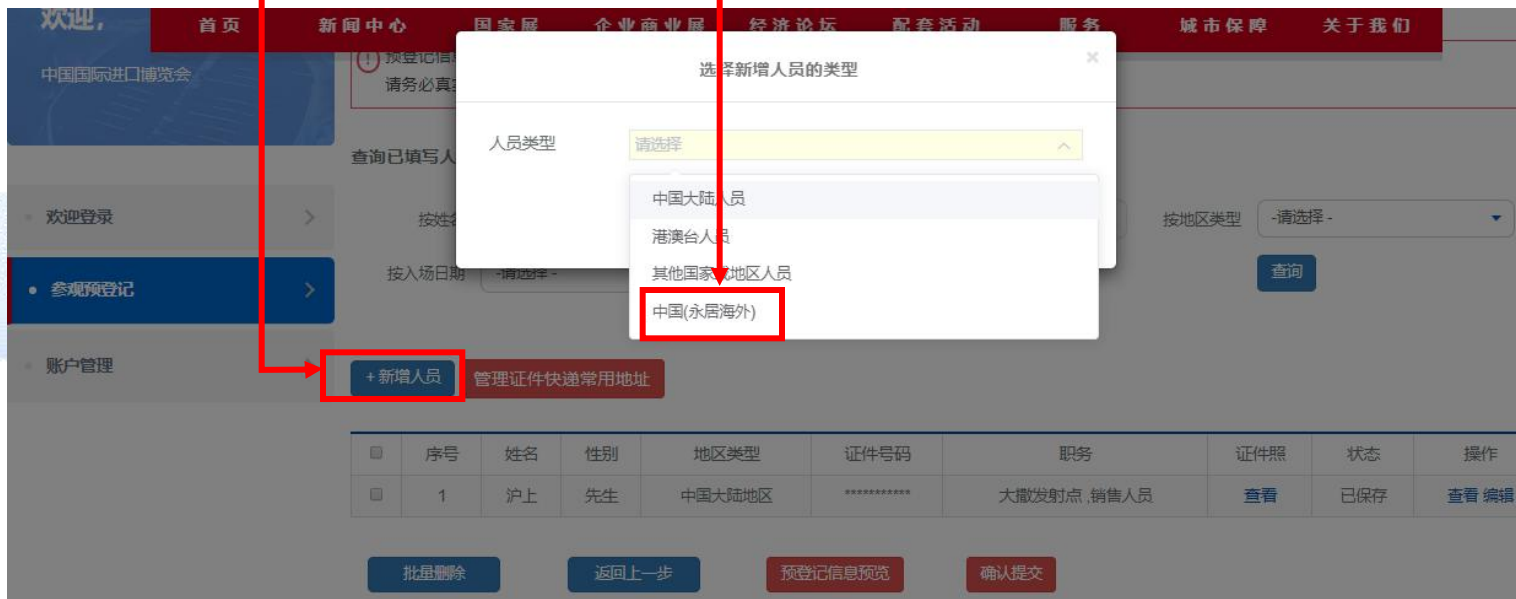 欢迎,
首页 新闻中心 国家展 企业商业展 经济论坛 配套活动 服务 城市保障 关于我们
中国国际进口博览会
预登记信息
请务必真
选择新增人员的类型 ×
人员类型 请选择
查询已填写人
中国大陆人员
港澳台人员
其他国家或地区人员
中国(永居海外)
按姓名
按地区类型 -请选择-
按入场日期 -请选择-
查询
欢迎登录
参观预登记
账户管理
+新增人员 管理证件快递常用地址
序号 姓名 性别 地区类型 证件号码 职务 证件照 状态 操作
1 沪上 先生 中国大陆地区 *********** 大撒发射点 ,销售人员 查看 已保存 查看 编辑
批量删除 返回上一步 预登记信息预览 确认提交